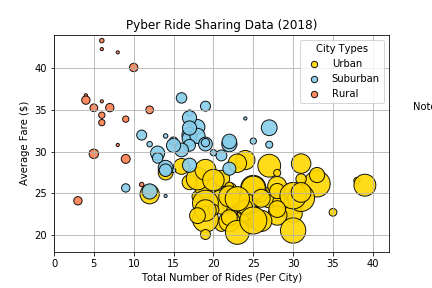 Pyber Ride Sharing Data (2018)
City Types
Urban
Suburban
Rural
Note
Average Fare ($)
40
35
30
25
20
0 5 10 15 20 25 30 35 40
Total Number of Rides (Per City)